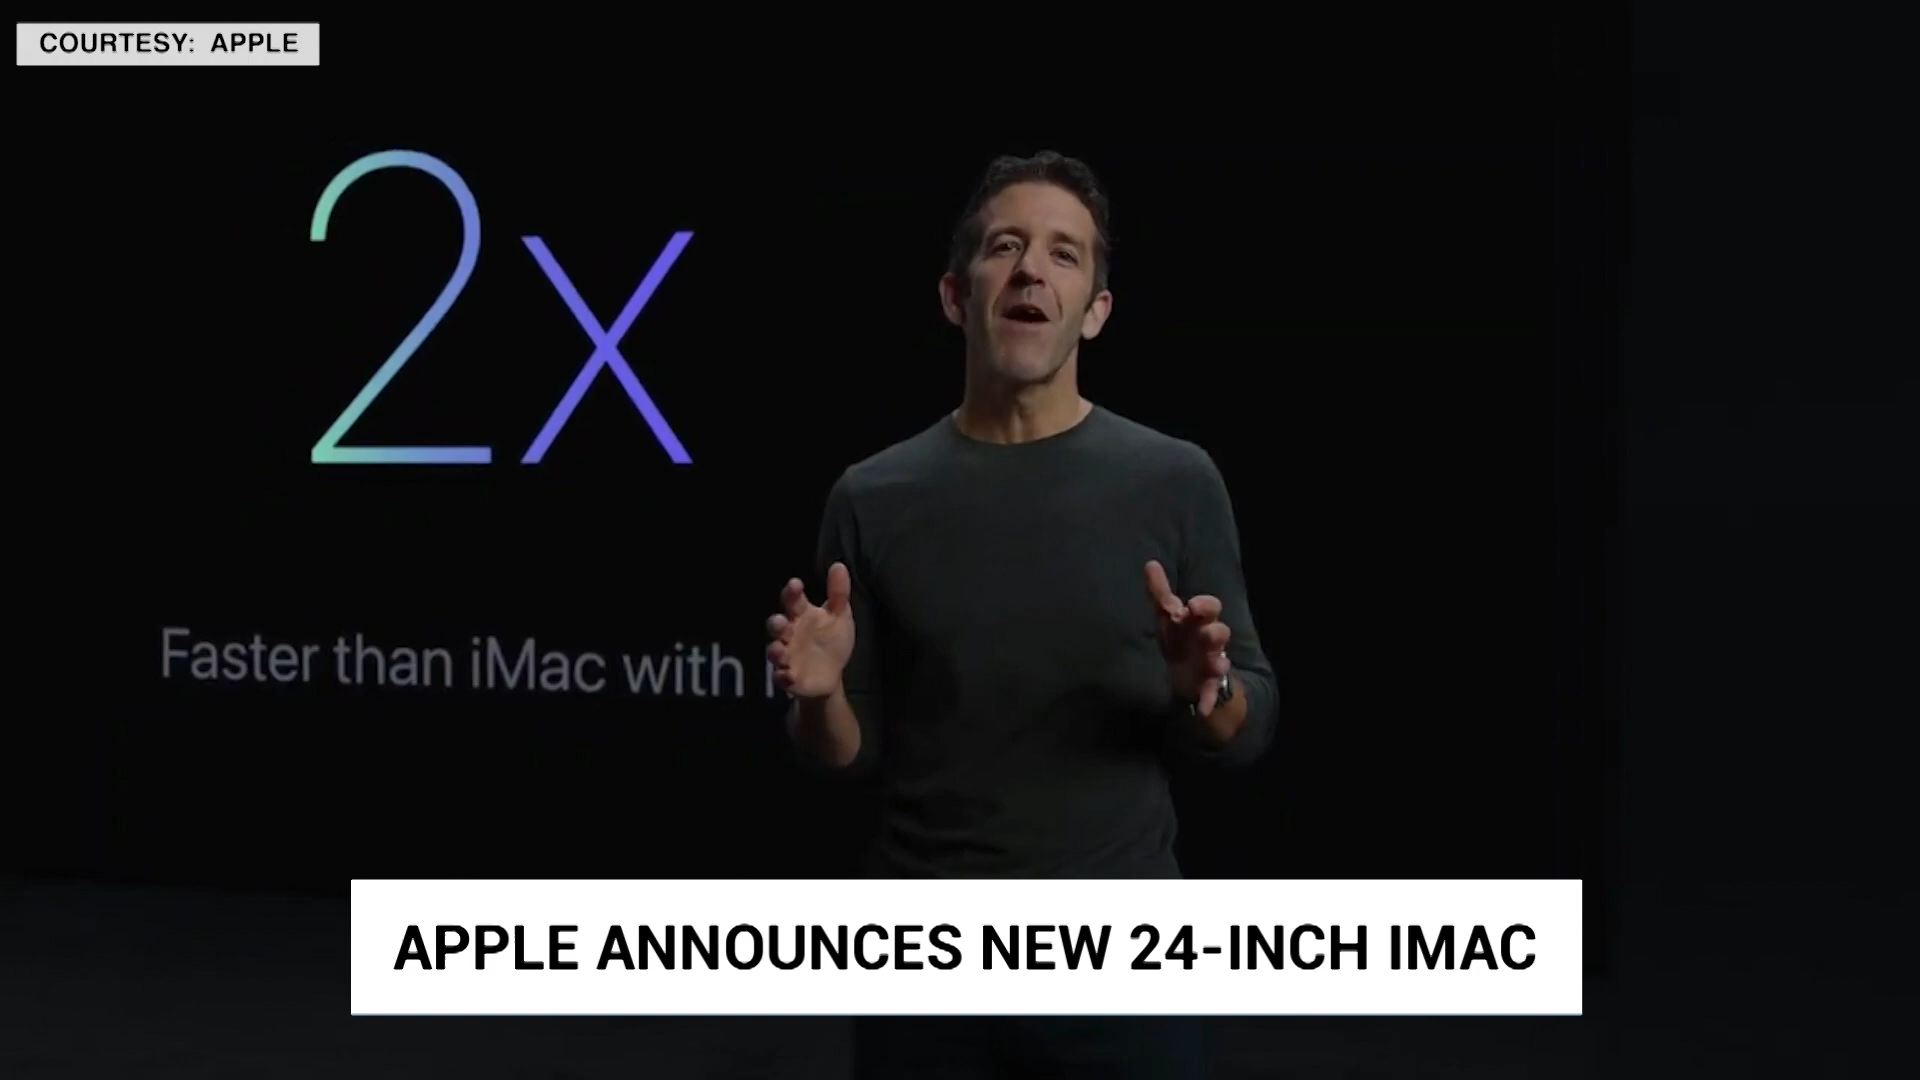 COURTESY: APPLE
2x
Faster than iMac with
APPLE ANNOUNCES NEW 24-INCH IMAC